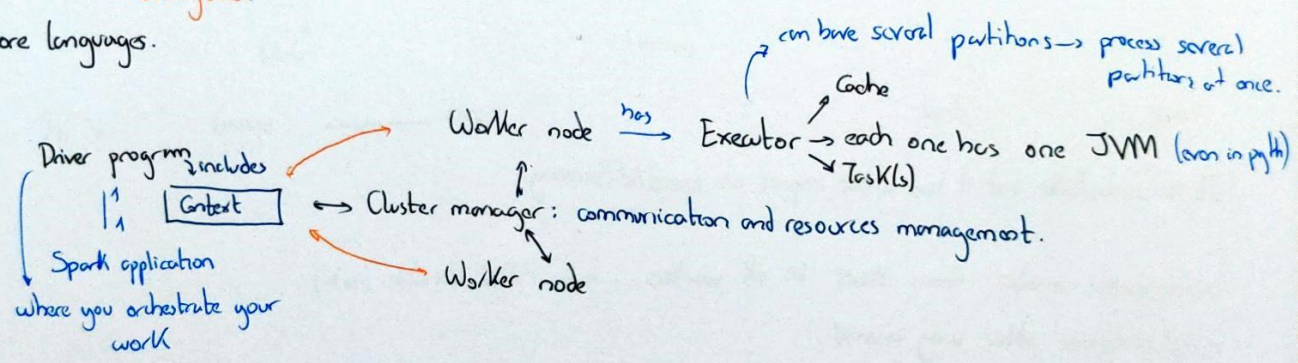 ore languages.
can have several partitions → process several
partitions at once.
Cache
Worker node has → Executor → each one has one JVM (even in pyth)
Task(s)
Driver program includes
Context ↔ Cluster manager : communication and resources management.
1
1
Spark application
Worker node
where you orchestrate your
work